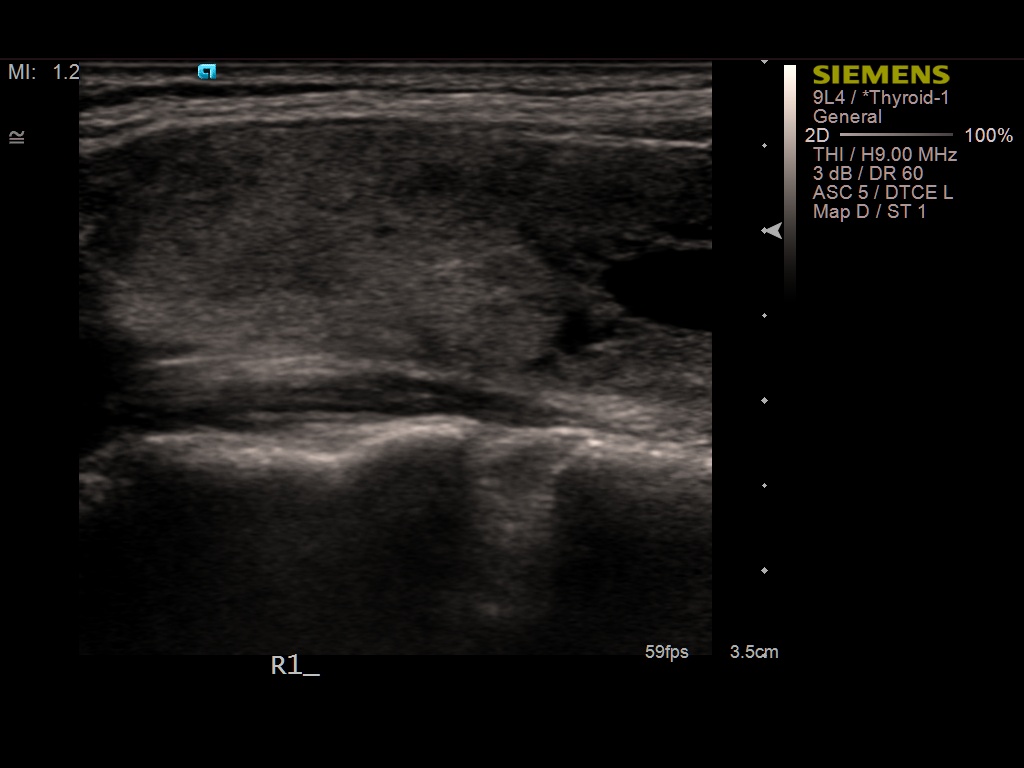 MI: 1.2
SIEMENS
9L4 / *Thyroid-1
General
2D 100%
THI / H9.00 MHz
3 dB / DR 60
ASC 5 / DTCE L
Map D / ST 1
59fps 3.5cm
R1_